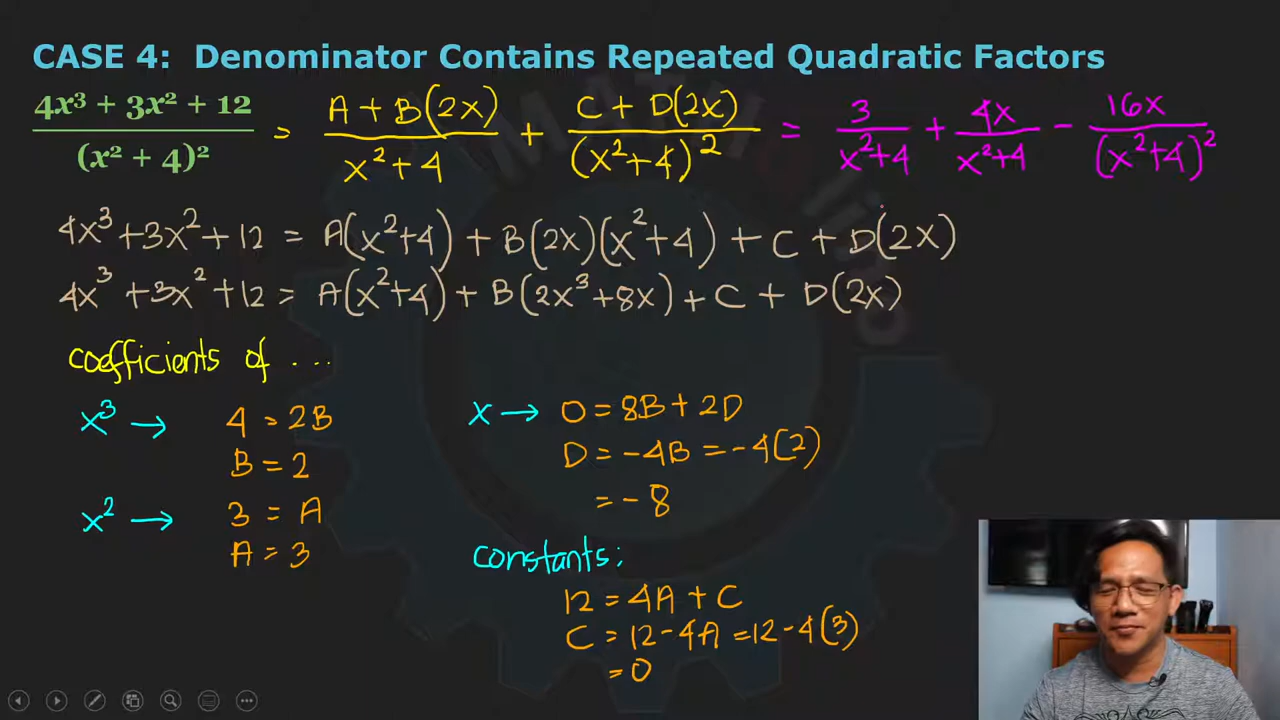 CASE 4: Denominator Contains Repeated Quadratic Factors
4x³ + 3x² + 12 / (x² + 4)² = A + B(2x) / x² + 4 + C + D(2x) / (x² + 4)² = 3 / x²+4 + 4x / x²+4 − 16x / (x²+4)²
4x³ + 3x² + 12 = A(x²+4) + B(2x)(x²+4) + C + D(2x)
4x³ + 3x² + 12 = A(x²+4) + B(2x³+8x) + C + D(2x)
coefficients of ...
x³ → 4 = 2B
B = 2
x² → 3 = A
A = 3
x → 0 = 8B + 2D
D = −4B = −4(2)
= −8
constants:
12 = 4A + C
C = 12 − 4A = 12 − 4(3)
= 0